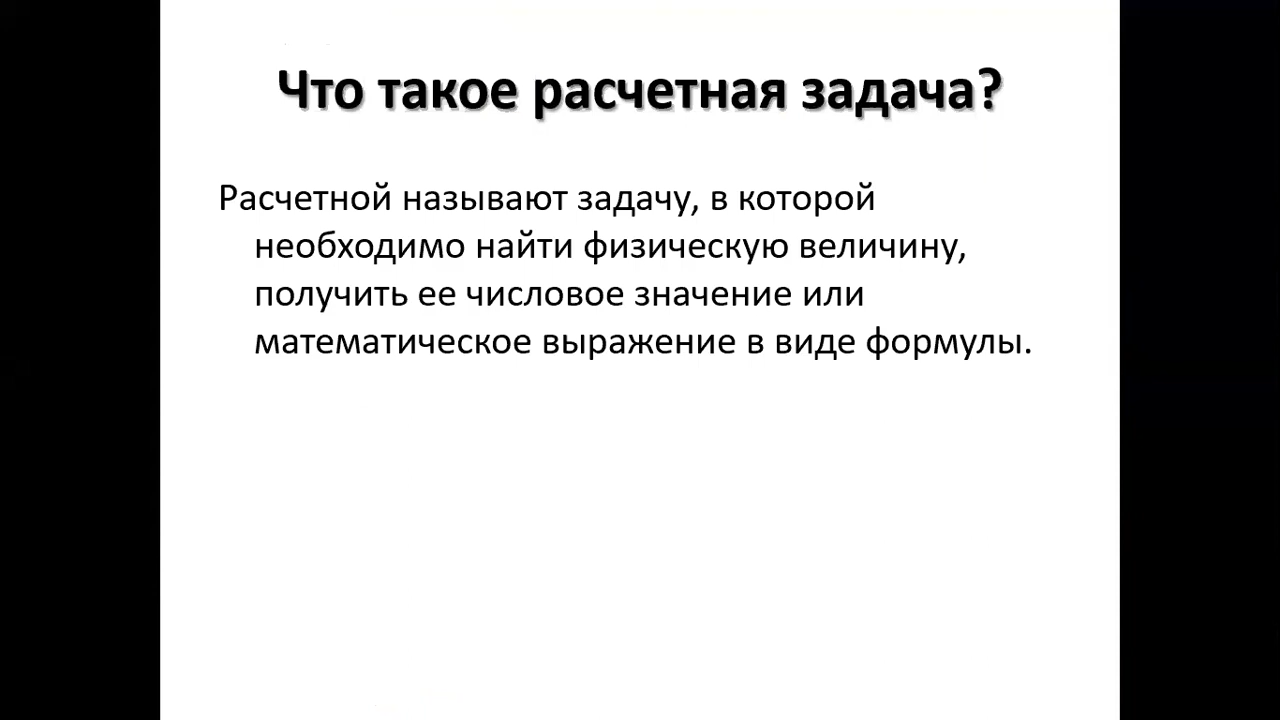 Что такое расчетная задача?
Расчетной называют задачу, в которой
необходимо найти физическую величину,
получить ее числовое значение или
математическое выражение в виде формулы.